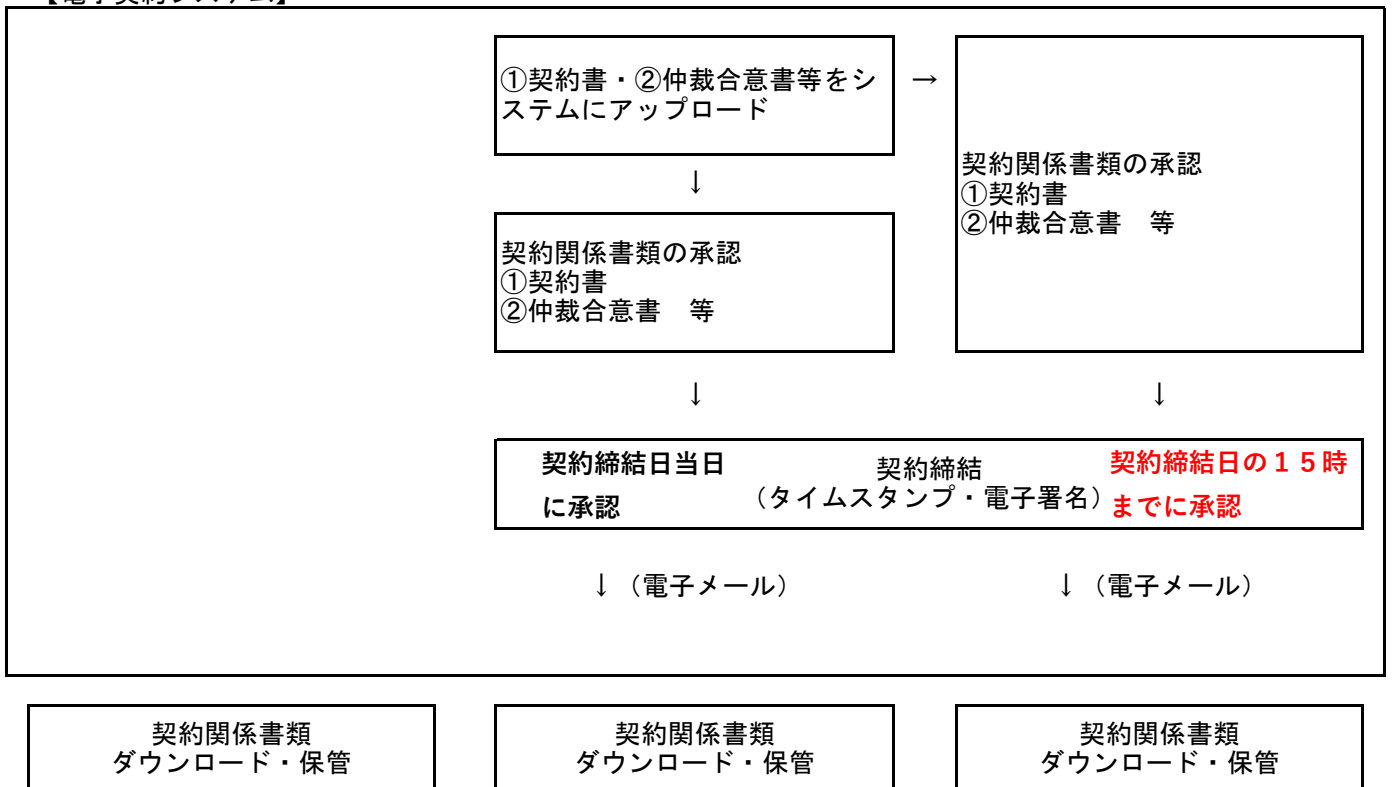 【電子契約システム】
①契約書・②仲裁合意書等をシ
ステムにアップロード
→
契約関係書類の承認
①契約書
②仲裁合意書　等
↓
契約関係書類の承認
①契約書
②仲裁合意書　等
↓
↓
契約締結日当日
に承認
契約締結
（タイムスタンプ・電子署名）
契約締結日の１５時
までに承認
↓（電子メール）
↓（電子メール）
契約関係書類
ダウンロード・保管
契約関係書類
ダウンロード・保管
契約関係書類
ダウンロード・保管